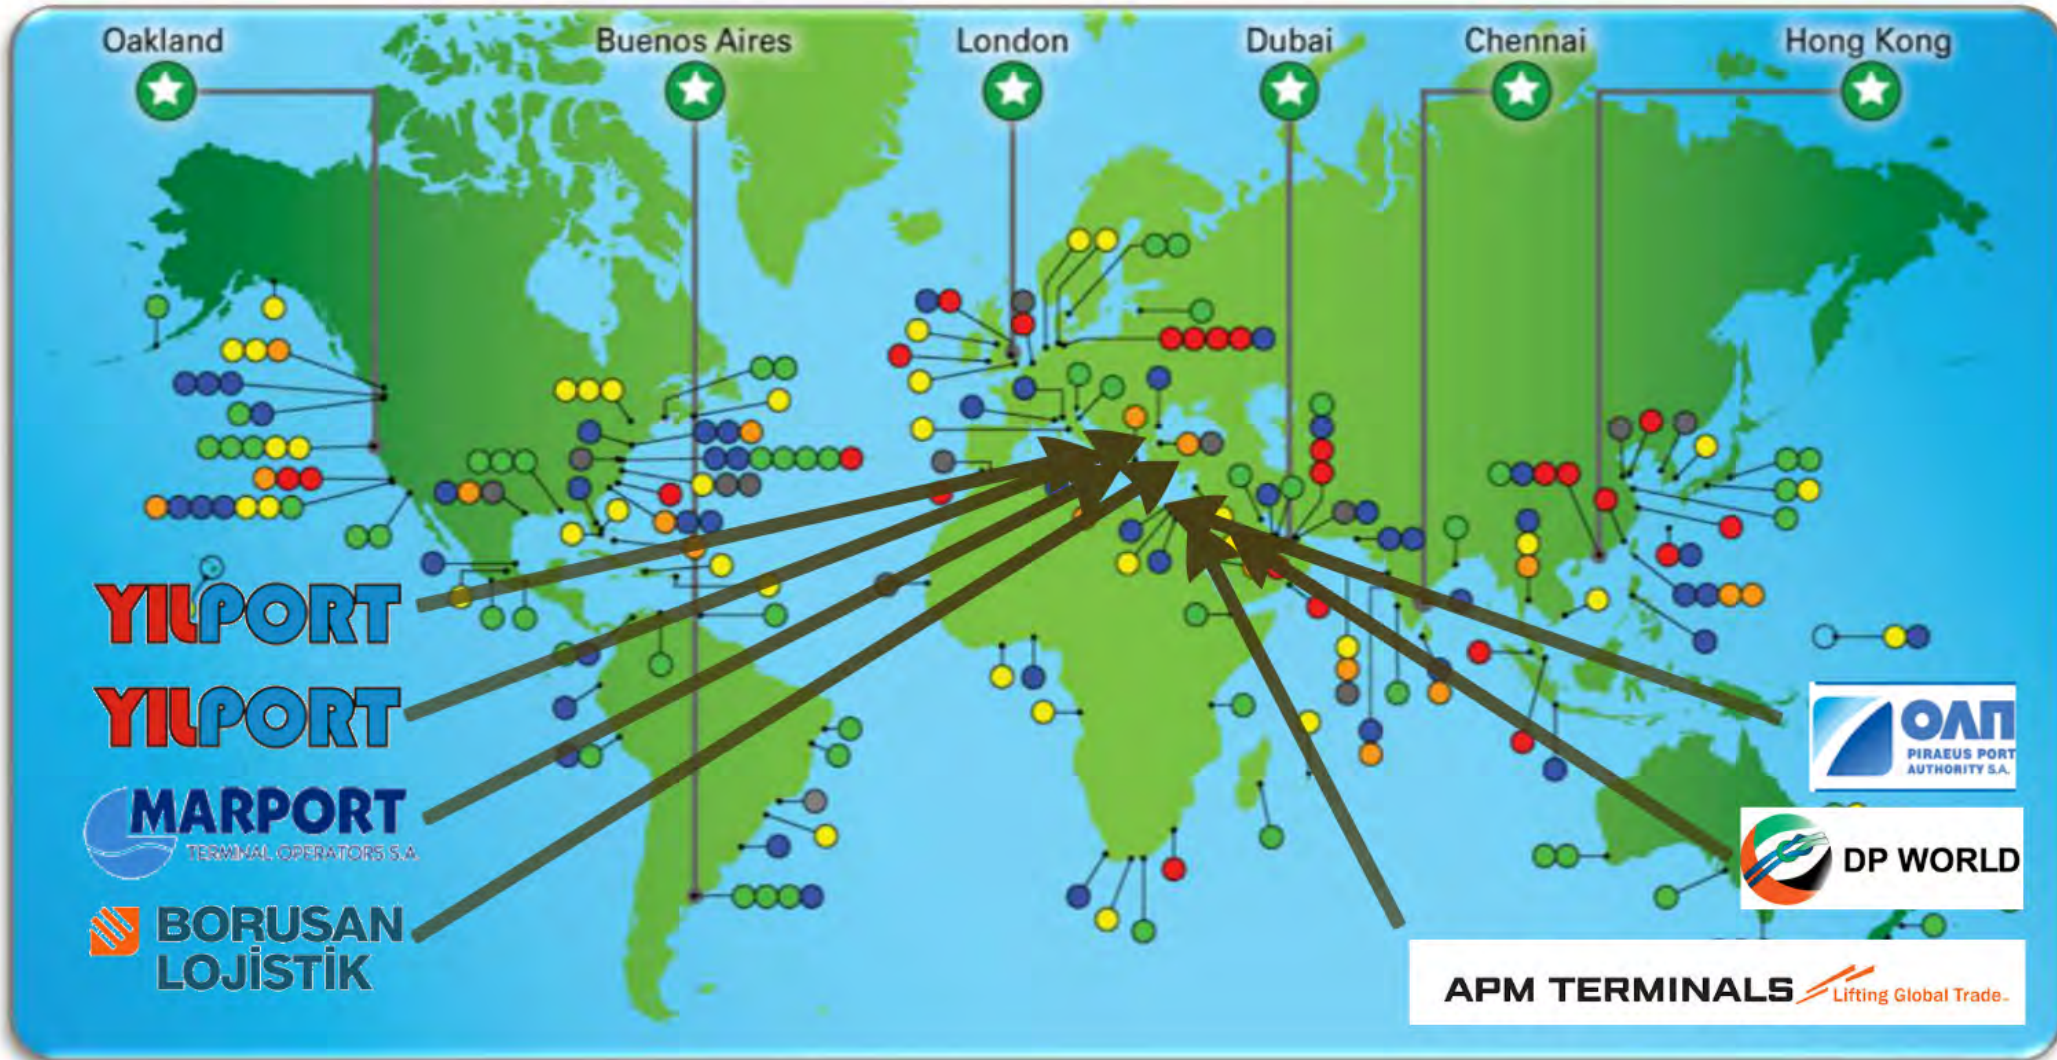 Oakland
Buenos Aires
London
Dubai
Chennai
Hong Kong
YILPORT
YILPORT
MARPORT
TERMINAL OPERATORS S.A.
BORUSAN
LOJİSTİK
ΟΛΠ
PIRAEUS PORT
AUTHORITY S.A.
DP WORLD
APM TERMINALS
Lifting Global Trade.